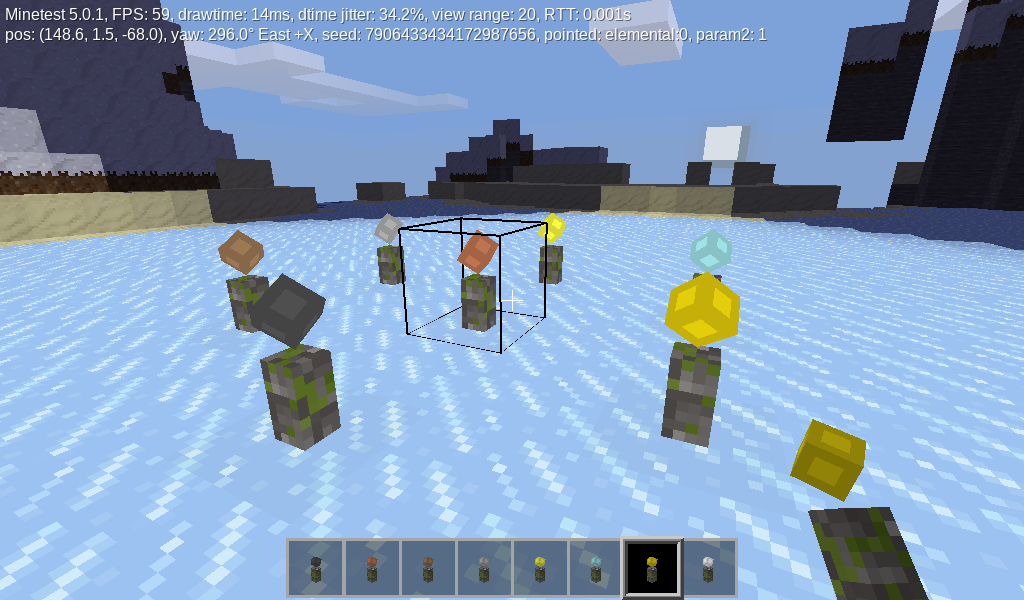 Minetest 5.0.1, FPS: 59, drawtime: 14ms, dtime jitter: 34.2%, view range: 20, RTT: 0.001s
pos: (148.6, 1.5, -68.0), yaw: 296.0° East +X, seed: 7906433434172987656, pointed: elemental:0, param2: 1